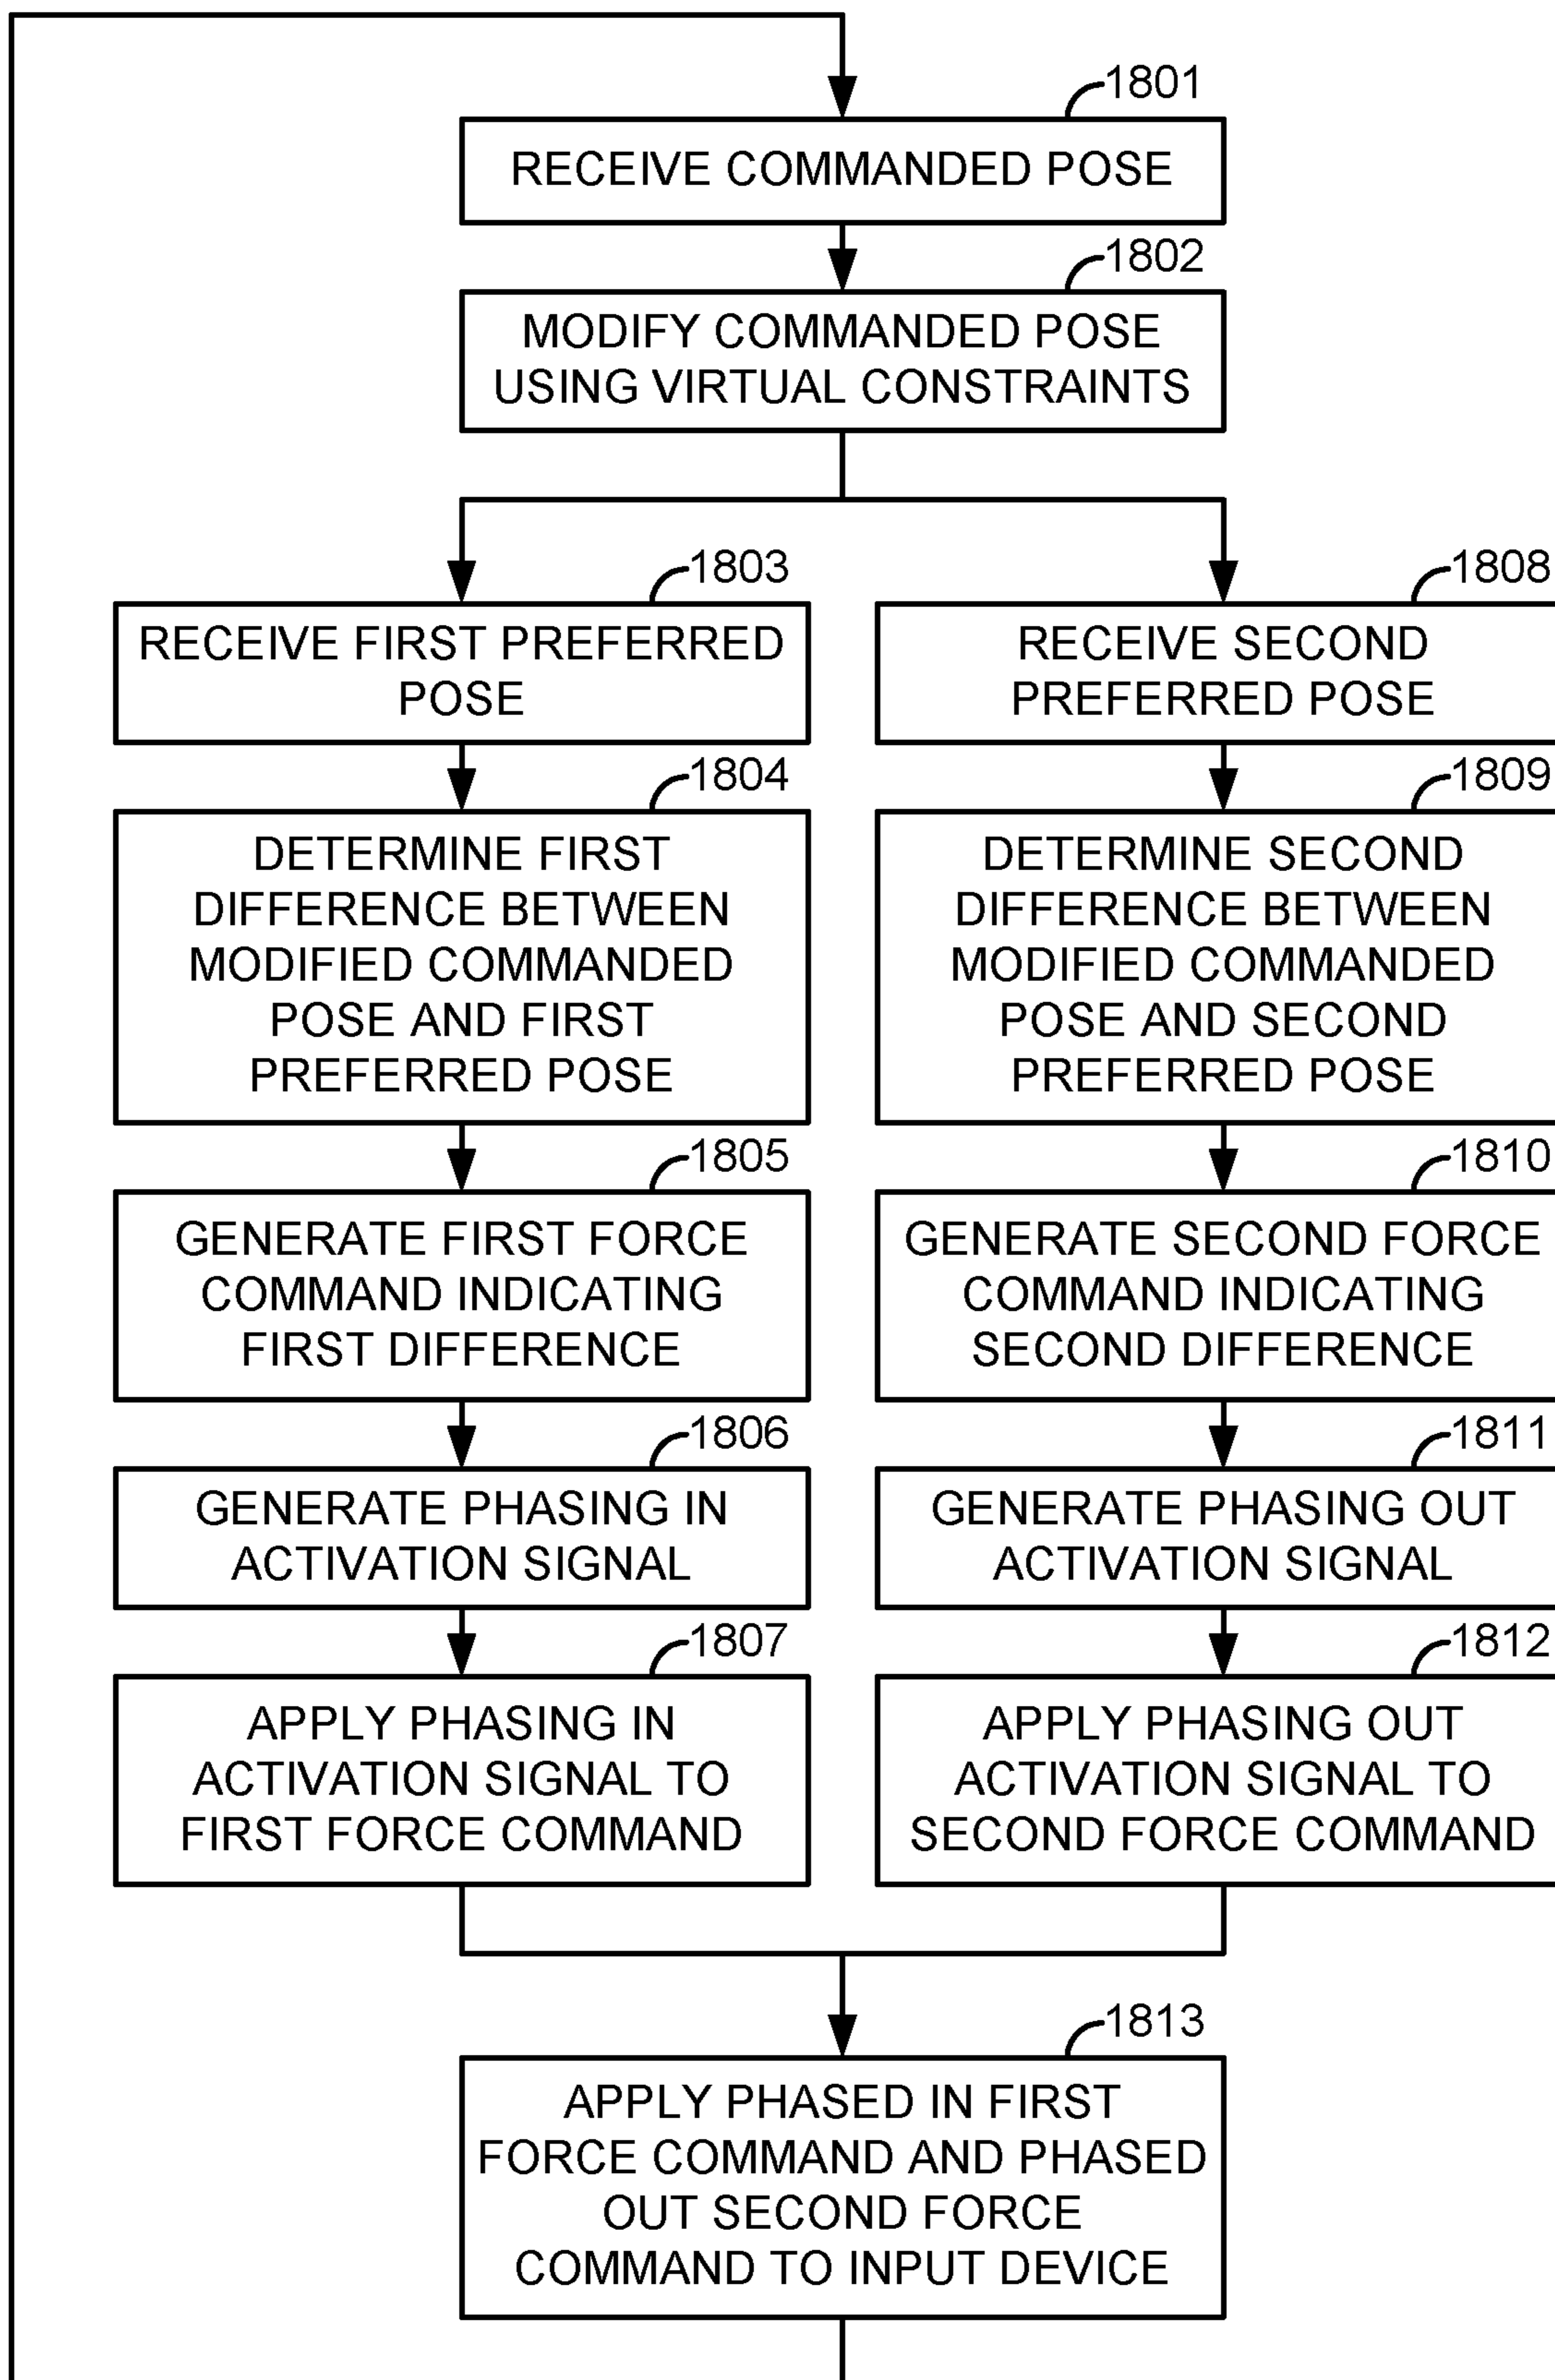 1801
RECEIVE COMMANDED POSE
1802
MODIFY COMMANDED POSE
USING VIRTUAL CONSTRAINTS
1803
RECEIVE FIRST PREFERRED
POSE
1804
DETERMINE FIRST
DIFFERENCE BETWEEN
MODIFIED COMMANDED
POSE AND FIRST
PREFERRED POSE
1805
GENERATE FIRST FORCE
COMMAND INDICATING
FIRST DIFFERENCE
1806
GENERATE PHASING IN
ACTIVATION SIGNAL
1807
APPLY PHASING IN
ACTIVATION SIGNAL TO
FIRST FORCE COMMAND
1808
RECEIVE SECOND
PREFERRED POSE
1809
DETERMINE SECOND
DIFFERENCE BETWEEN
MODIFIED COMMANDED
POSE AND SECOND
PREFERRED POSE
1810
GENERATE SECOND FORCE
COMMAND INDICATING
SECOND DIFFERENCE
1811
GENERATE PHASING OUT
ACTIVATION SIGNAL
1812
APPLY PHASING OUT
ACTIVATION SIGNAL TO
SECOND FORCE COMMAND
1813
APPLY PHASED IN FIRST
FORCE COMMAND AND PHASED
OUT SECOND FORCE
COMMAND TO INPUT DEVICE